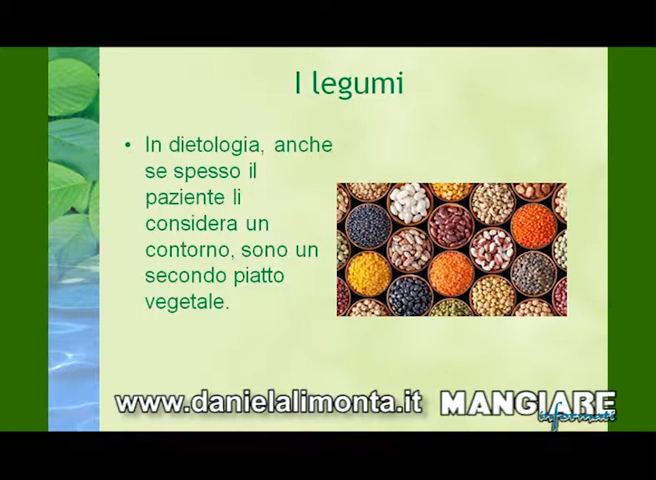 I legumi
• In dietologia, anche
se spesso il
paziente li
considera un
contorno, sono un
secondo piatto
vegetale.
www.danielalimonta.it MANGIARE
informati